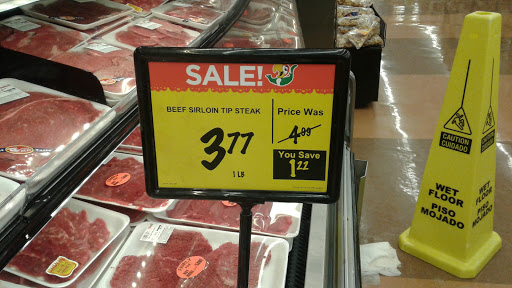 SALE!
BEEF SIRLOIN TIP STEAK
3.77
1 LB
Price Was
4.99
You Save
1.22
CAUTION
CUIDADO
WET
FLOOR
PISO
MOJADO